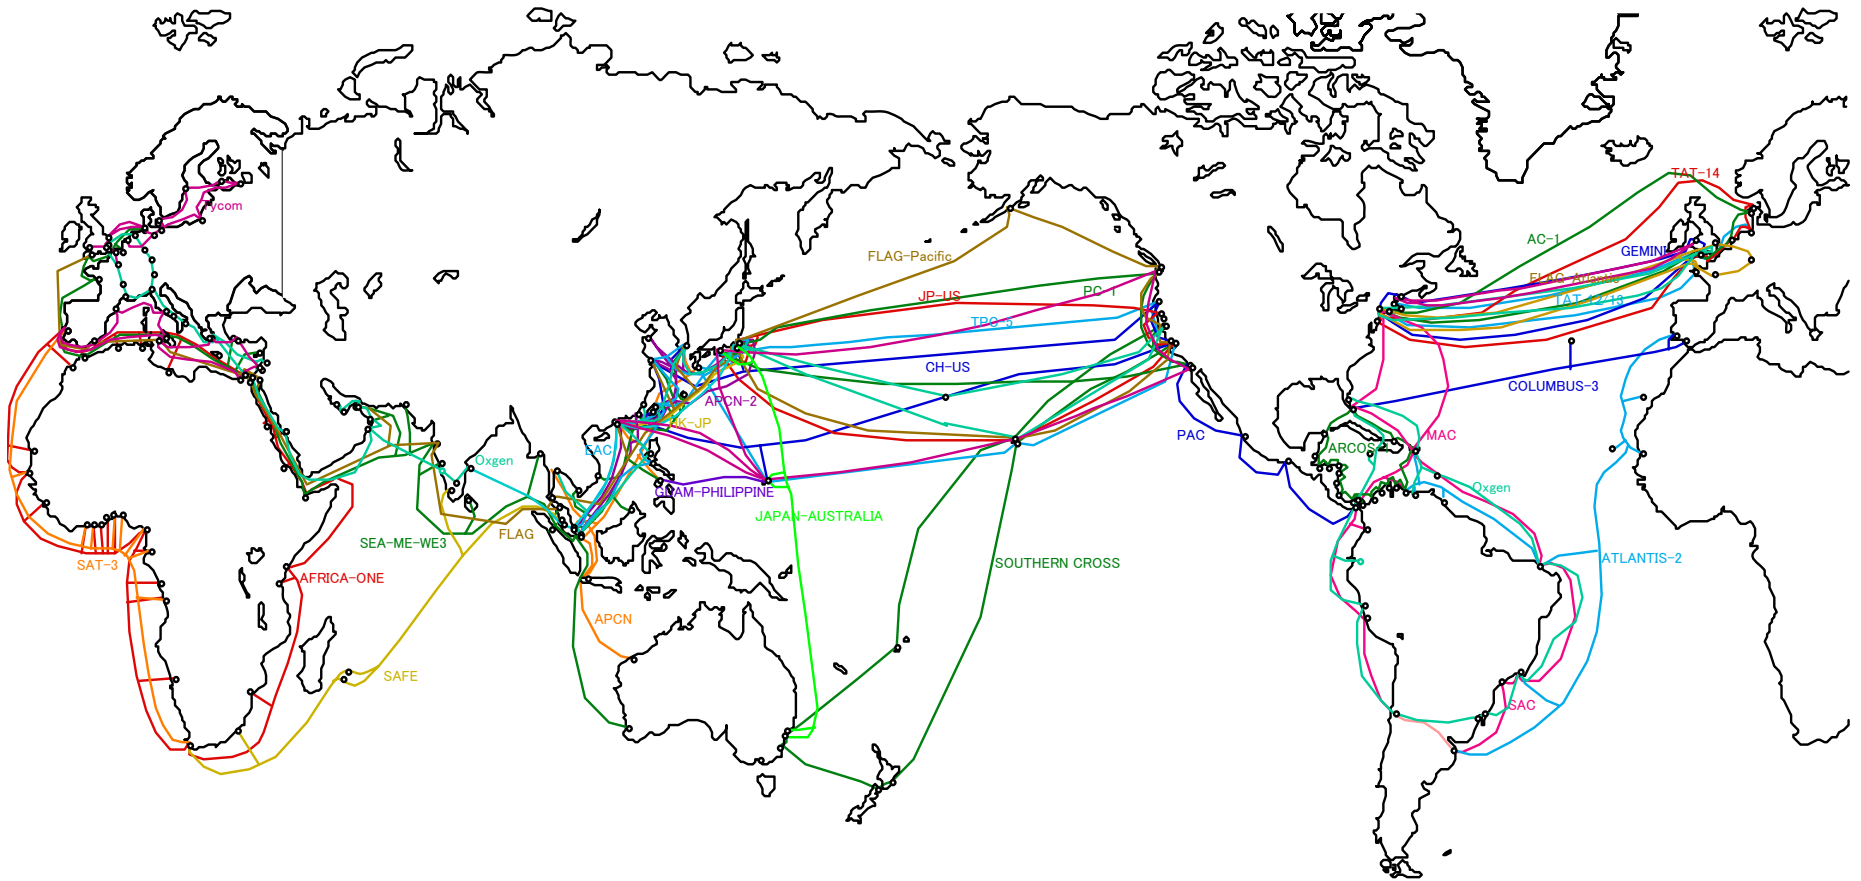 TAT-14
Tycom
AC-1
GEMINI
FLAG-Pacific
FLAG-Atlantic
PC-1
JP-US
TAT-12/13
TPC-5
CH-US
COLUMBUS-3
APCN-2
HK-JP
PAC
MAC
EAC
ARCOS-1
Oxgen
Oxgen
GUAM-PHILIPPINE
JAPAN-AUSTRALIA
FLAG
SEA-ME-WE3
SAT-3
AFRICA-ONE
SOUTHERN CROSS
ATLANTIS-2
APCN
SAFE
SAC